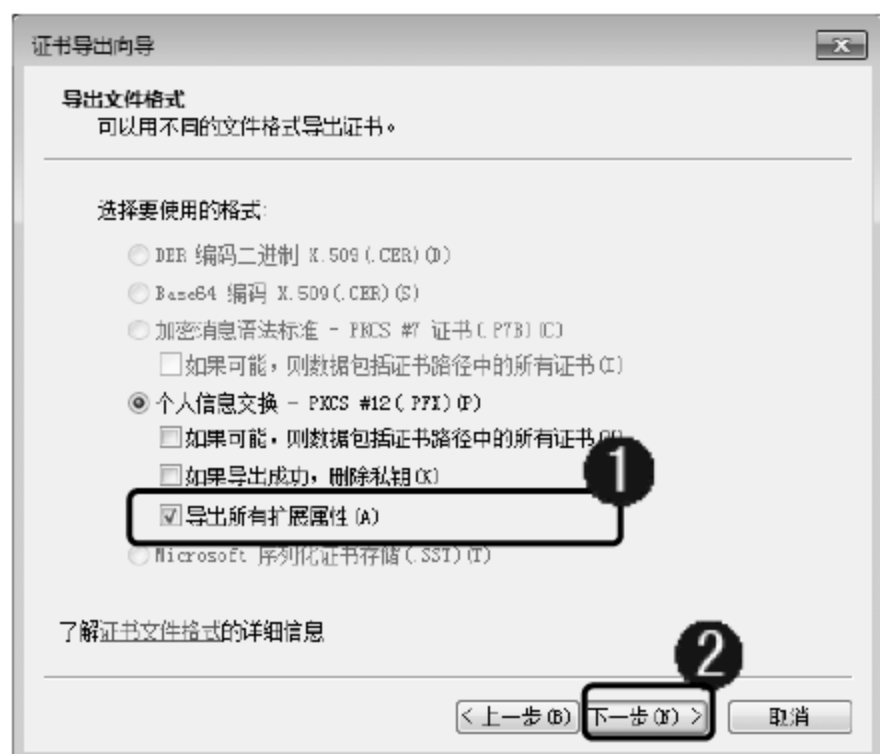 证书导出向导
导出文件格式
可以用不同的文件格式导出证书。
选择要使用的格式:
DER 编码二进制 X.509(.CER)(D)
Base64 编码 X.509(.CER)(S)
加密消息语法标准 - PKCS #7 证书(.P7B)(C)
如果可能,则数据包括证书路径中的所有证书(I)
个人信息交换 - PKCS #12(.PFX)(P)
如果可能,则数据包括证书路径中的所有证书
如果导出成功,删除私钥(K)
1
导出所有扩展属性(A)
Microsoft 序列化证书存储(.SST)(T)
了解证书文件格式的详细信息
2
< 上一步(B) 下一步(N) > 取消